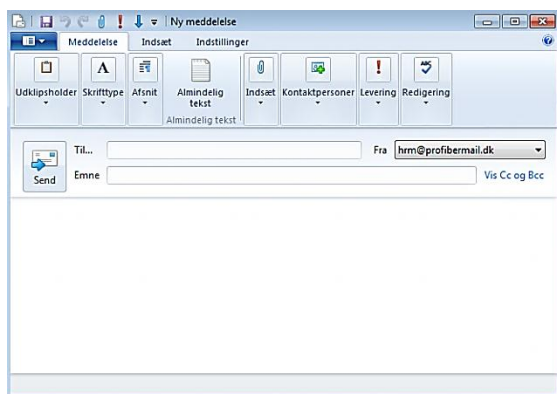 Ny meddelelse
Meddelelse Indsæt Indstillinger
Udklipsholder Skrifttype Afsnit Almindelig tekst Indsæt Kontaktpersoner Levering Redigering
Almindelig tekst
Til... Fra hrm@profibermail.dk
Send Emne Vis Cc og Bcc